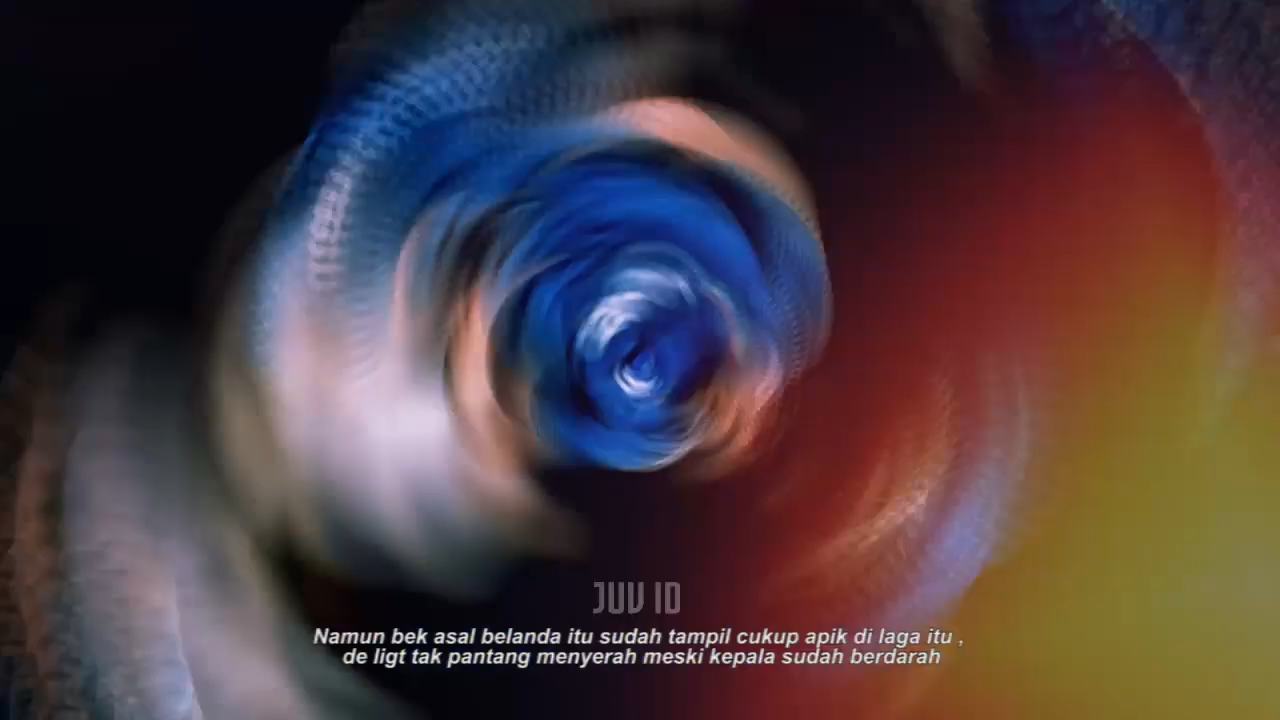 JUV ID
Namun bek asal belanda itu sudah tampil cukup apik di laga itu ,
de ligt tak pantang menyerah meski kepala sudah berdarah